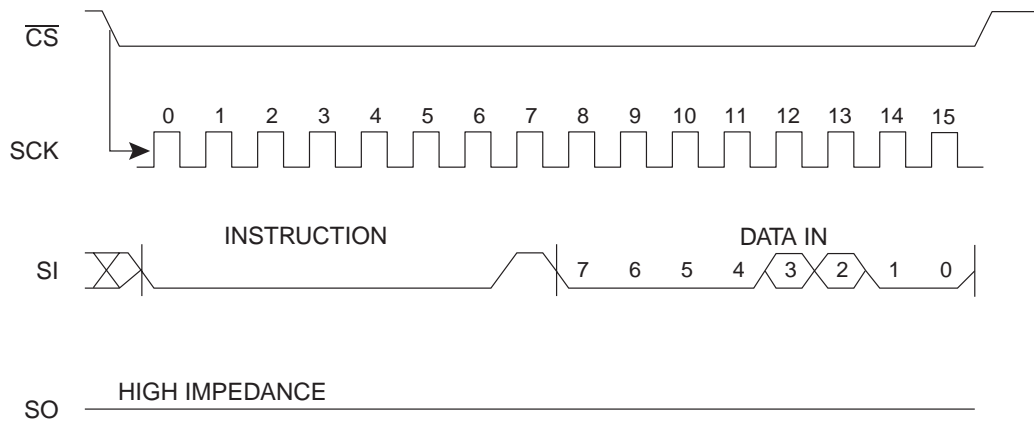 CS
0 1 2 3 4 5 6 7 8 9 10 11 12 13 14 15
SCK
INSTRUCTION DATA IN
SI 7 6 5 4 3 2 1 0
HIGH IMPEDANCE
SO